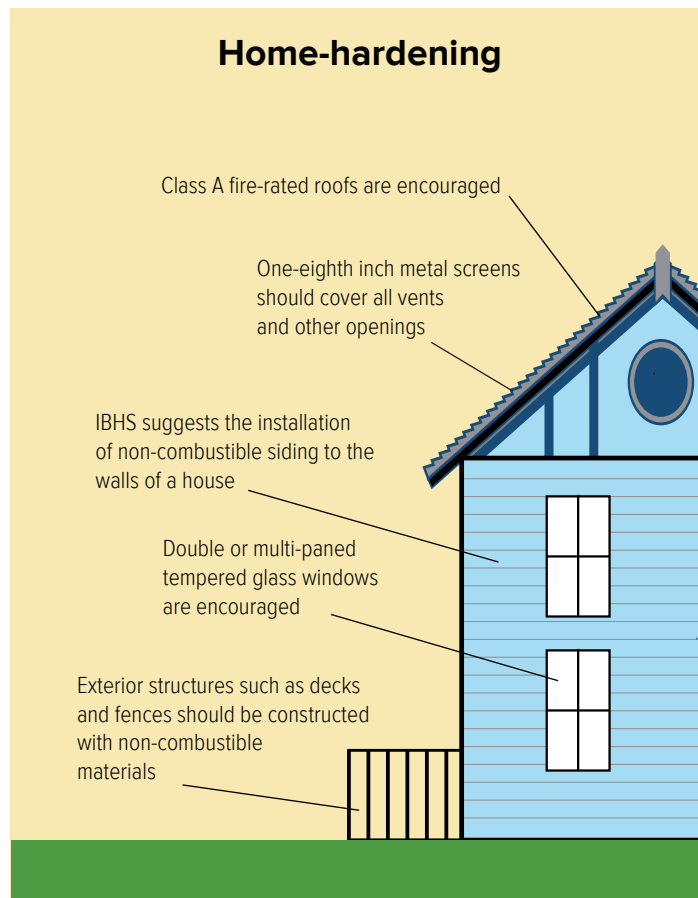 Home-hardening
Class A fire-rated roofs are encouraged
One-eighth inch metal screens
should cover all vents
and other openings
IBHS suggests the installation
of non-combustible siding to the
walls of a house
Double or multi-paned
tempered glass windows
are encouraged
Exterior structures such as decks
and fences should be constructed
with non-combustible
materials